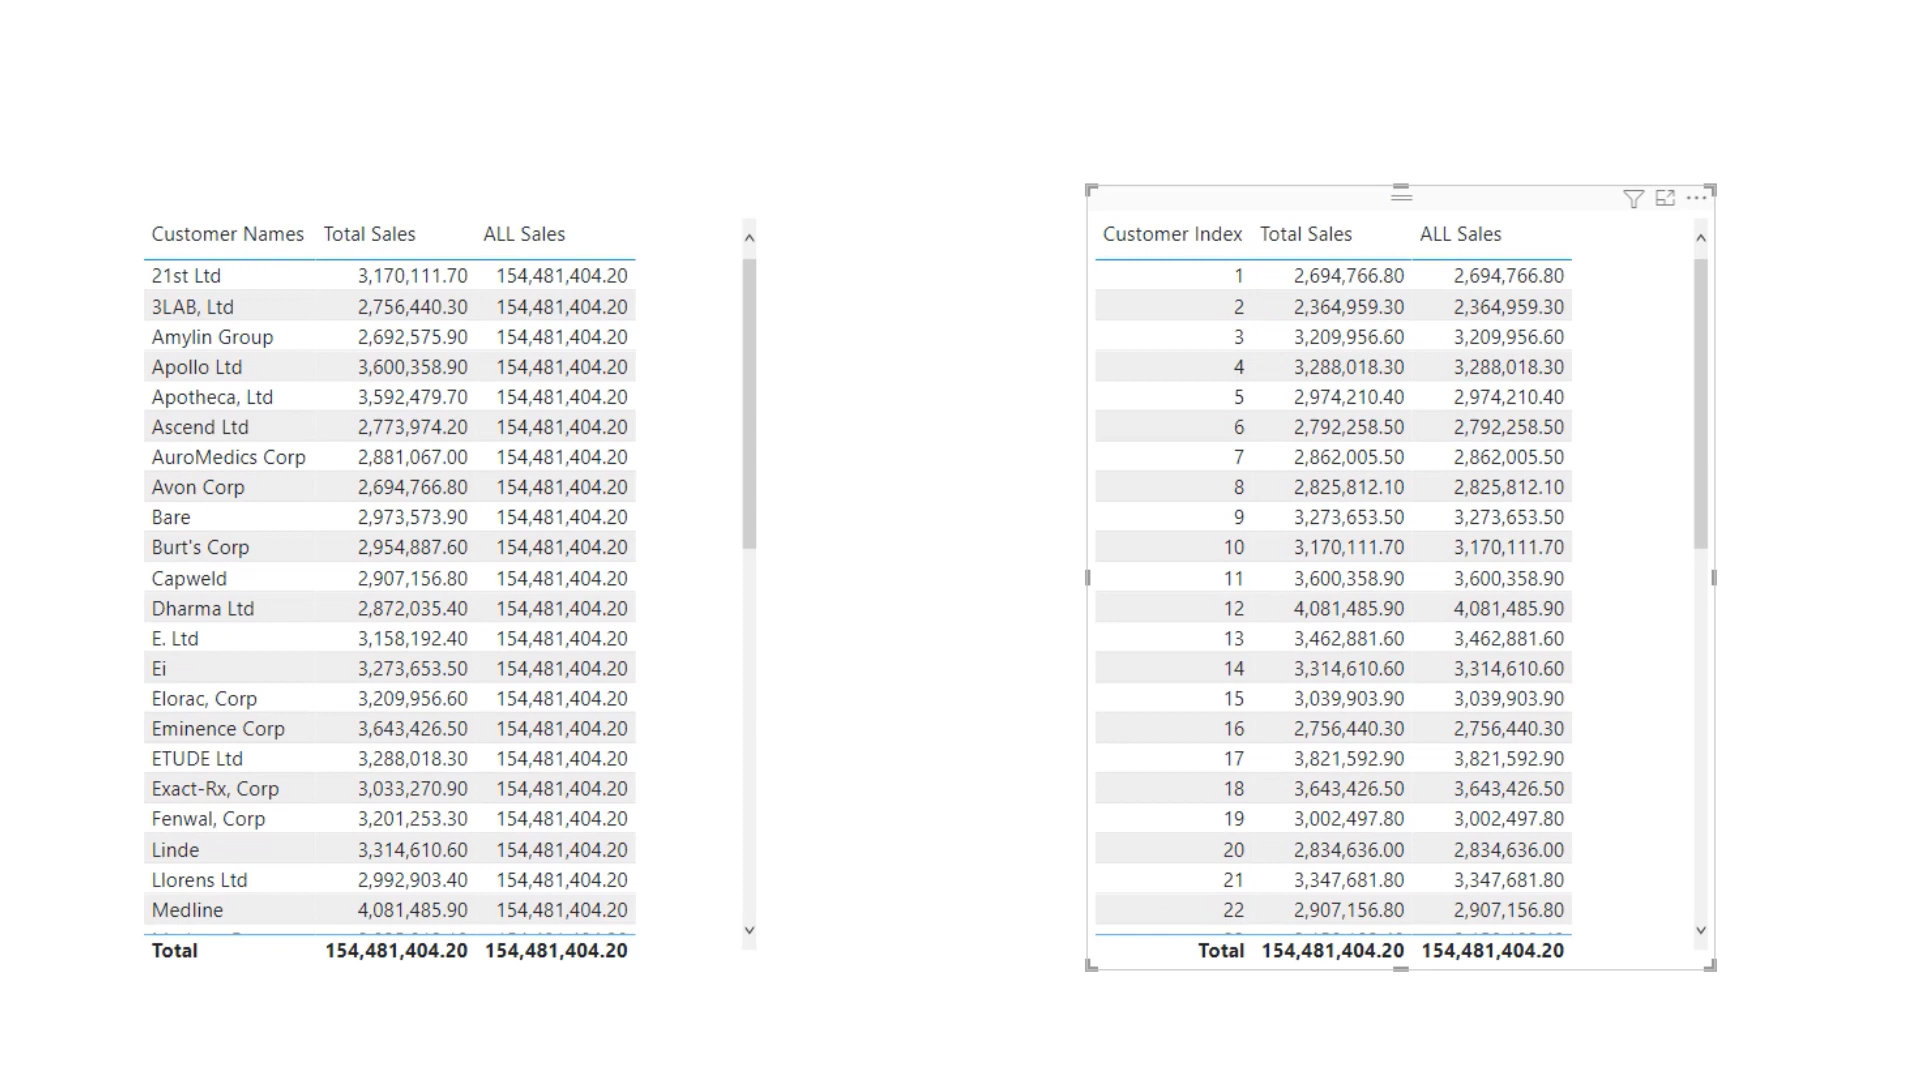 Customer Names Total Sales ALL Sales
21st Ltd 3,170,111.70 154,481,404.20
3LAB, Ltd 2,756,440.30 154,481,404.20
Amylin Group 2,692,575.90 154,481,404.20
Apollo Ltd 3,600,358.90 154,481,404.20
Apotheca, Ltd 3,592,479.70 154,481,404.20
Ascend Ltd 2,773,974.20 154,481,404.20
AuroMedics Corp 2,881,067.00 154,481,404.20
Avon Corp 2,694,766.80 154,481,404.20
Bare 2,973,573.90 154,481,404.20
Burt's Corp 2,954,887.60 154,481,404.20
Capweld 2,907,156.80 154,481,404.20
Dharma Ltd 2,872,035.40 154,481,404.20
E. Ltd 3,158,192.40 154,481,404.20
Ei 3,273,653.50 154,481,404.20
Elorac, Corp 3,209,956.60 154,481,404.20
Eminence Corp 3,643,426.50 154,481,404.20
ETUDE Ltd 3,288,018.30 154,481,404.20
Exact-Rx, Corp 3,033,270.90 154,481,404.20
Fenwal, Corp 3,201,253.30 154,481,404.20
Linde 3,314,610.60 154,481,404.20
Llorens Ltd 2,992,903.40 154,481,404.20
Medline 4,081,485.90 154,481,404.20
Total 154,481,404.20 154,481,404.20
Customer Index Total Sales ALL Sales
1 2,694,766.80 2,694,766.80
2 2,364,959.30 2,364,959.30
3 3,209,956.60 3,209,956.60
4 3,288,018.30 3,288,018.30
5 2,974,210.40 2,974,210.40
6 2,792,258.50 2,792,258.50
7 2,862,005.50 2,862,005.50
8 2,825,812.10 2,825,812.10
9 3,273,653.50 3,273,653.50
10 3,170,111.70 3,170,111.70
11 3,600,358.90 3,600,358.90
12 4,081,485.90 4,081,485.90
13 3,462,881.60 3,462,881.60
14 3,314,610.60 3,314,610.60
15 3,039,903.90 3,039,903.90
16 2,756,440.30 2,756,440.30
17 3,821,592.90 3,821,592.90
18 3,643,426.50 3,643,426.50
19 3,002,497.80 3,002,497.80
20 2,834,636.00 2,834,636.00
21 3,347,681.80 3,347,681.80
22 2,907,156.80 2,907,156.80
Total 154,481,404.20 154,481,404.20